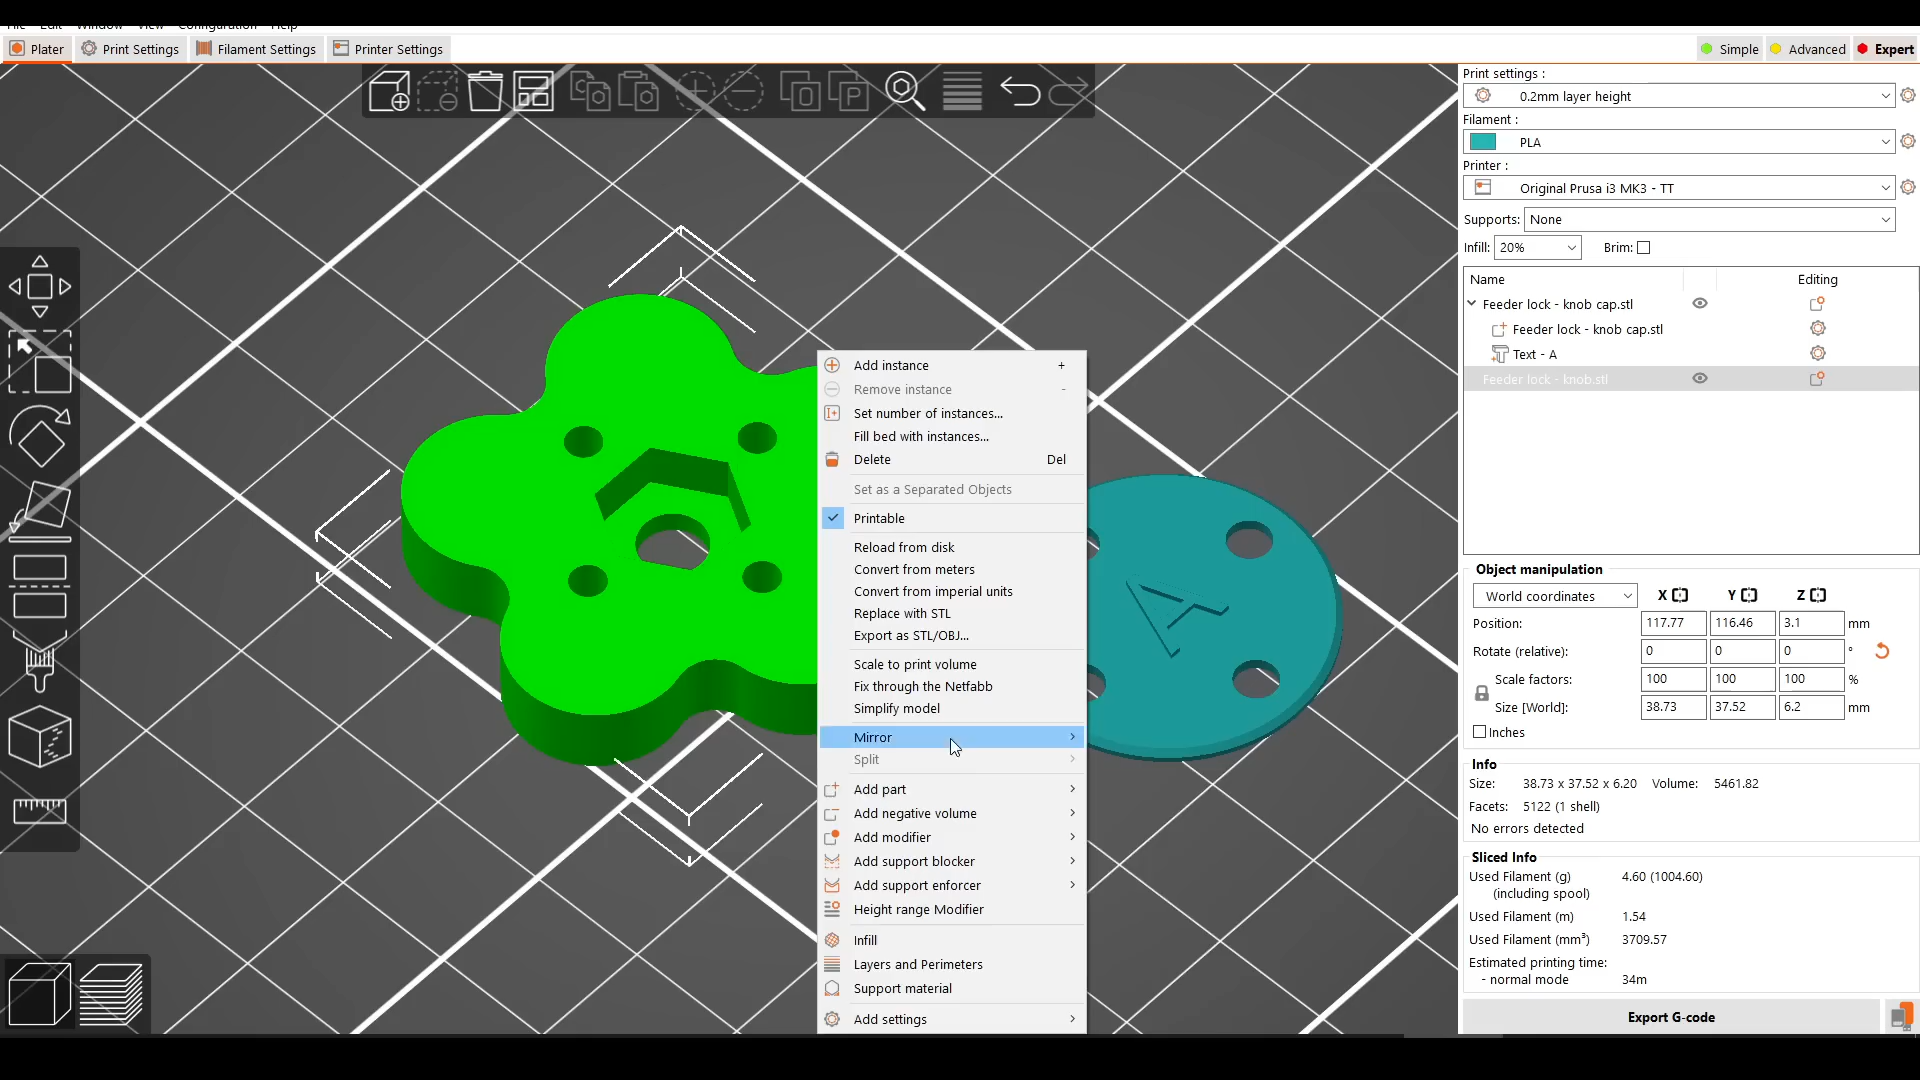 File Edit Window View Configuration Help
Plater Print Settings Filament Settings Printer Settings
Simple Advanced Expert
Print settings :
0.2mm layer height
Filament :
PLA
Printer :
Original Prusa i3 MK3 - TT
Supports: None
Infill: 20% Brim:
Name Editing
Feeder lock - knob cap.stl
Feeder lock - knob cap.stl
Text - A
Feeder lock - knob.stl
Add instance +
Remove instance -
Set number of instances...
Fill bed with instances...
Delete Del
Set as a Separated Objects
Printable
Reload from disk
Convert from meters
Convert from imperial units
Replace with STL
Export as STL/OBJ...
Scale to print volume
Fix through the Netfabb
Simplify model
Mirror
Split
Add part
Add negative volume
Add modifier
Add support blocker
Add support enforcer
Height range Modifier
Infill
Layers and Perimeters
Support material
Add settings
A
Object manipulation
World coordinates X Y Z
Position: 117.77 116.46 3.1 mm
Rotate (relative): 0 0 0 °
Scale factors: 100 100 100 %
Size [World]: 38.73 37.52 6.2 mm
Inches
Info
Size: 38.73 x 37.52 x 6.20 Volume: 5461.82
Facets: 5122 (1 shell)
No errors detected
Sliced Info
Used Filament (g) 4.60 (1004.60)
(including spool)
Used Filament (m) 1.54
Used Filament (mm³) 3709.57
Estimated printing time:
- normal mode 34m
Export G-code